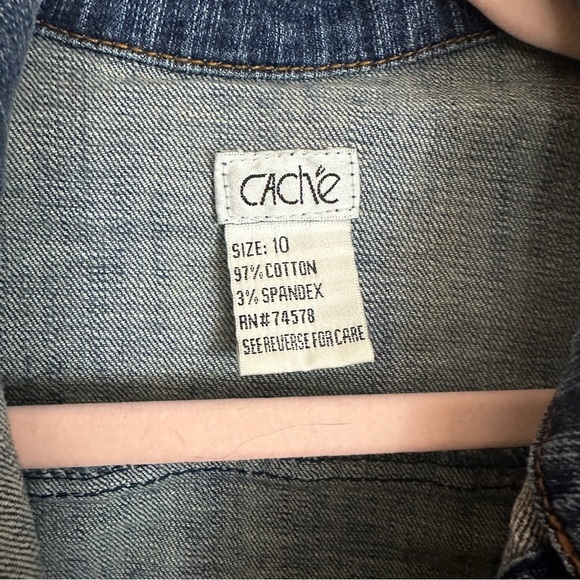 CAché
SIZE: 10
97% COTTON
3% SPANDEX
RN#74578
SEE REVERSE FOR CARE